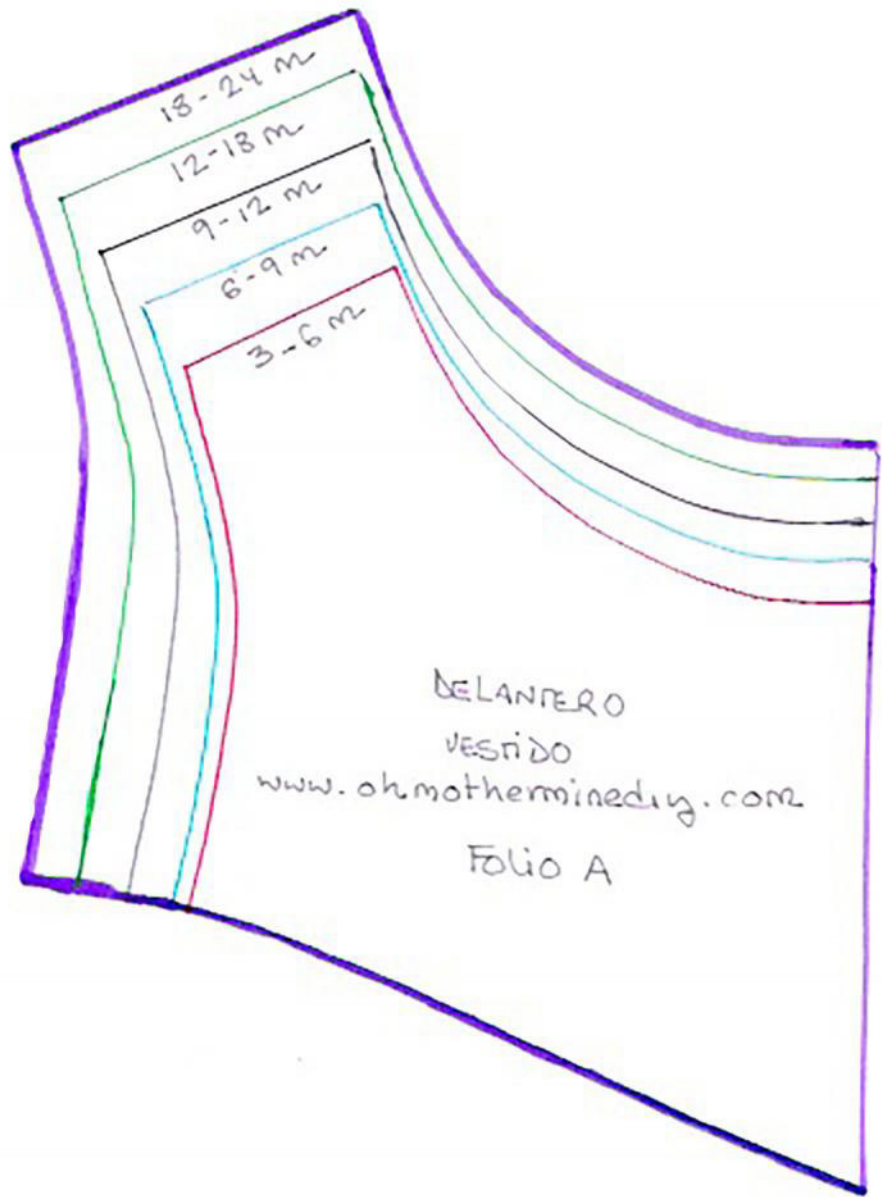 18-24 m
12-18 m
9-12 m
6-9 m
3-6 m
DELANTERO
VESTIDO
www.ohmotherminediy.com
Folio A